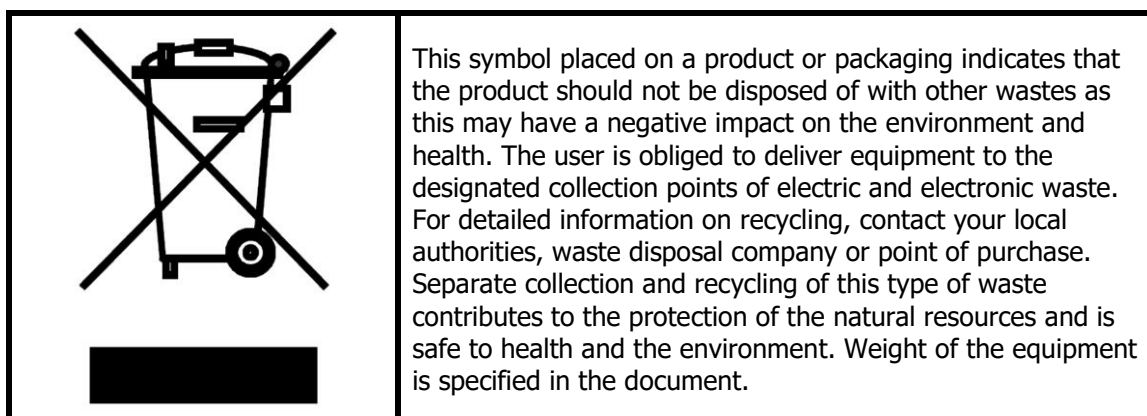 This symbol placed on a product or packaging indicates that
the product should not be disposed of with other wastes as
this may have a negative impact on the environment and
health. The user is obliged to deliver equipment to the
designated collection points of electric and electronic waste.
For detailed information on recycling, contact your local
authorities, waste disposal company or point of purchase.
Separate collection and recycling of this type of waste
contributes to the protection of the natural resources and is
safe to health and the environment. Weight of the equipment
is specified in the document.